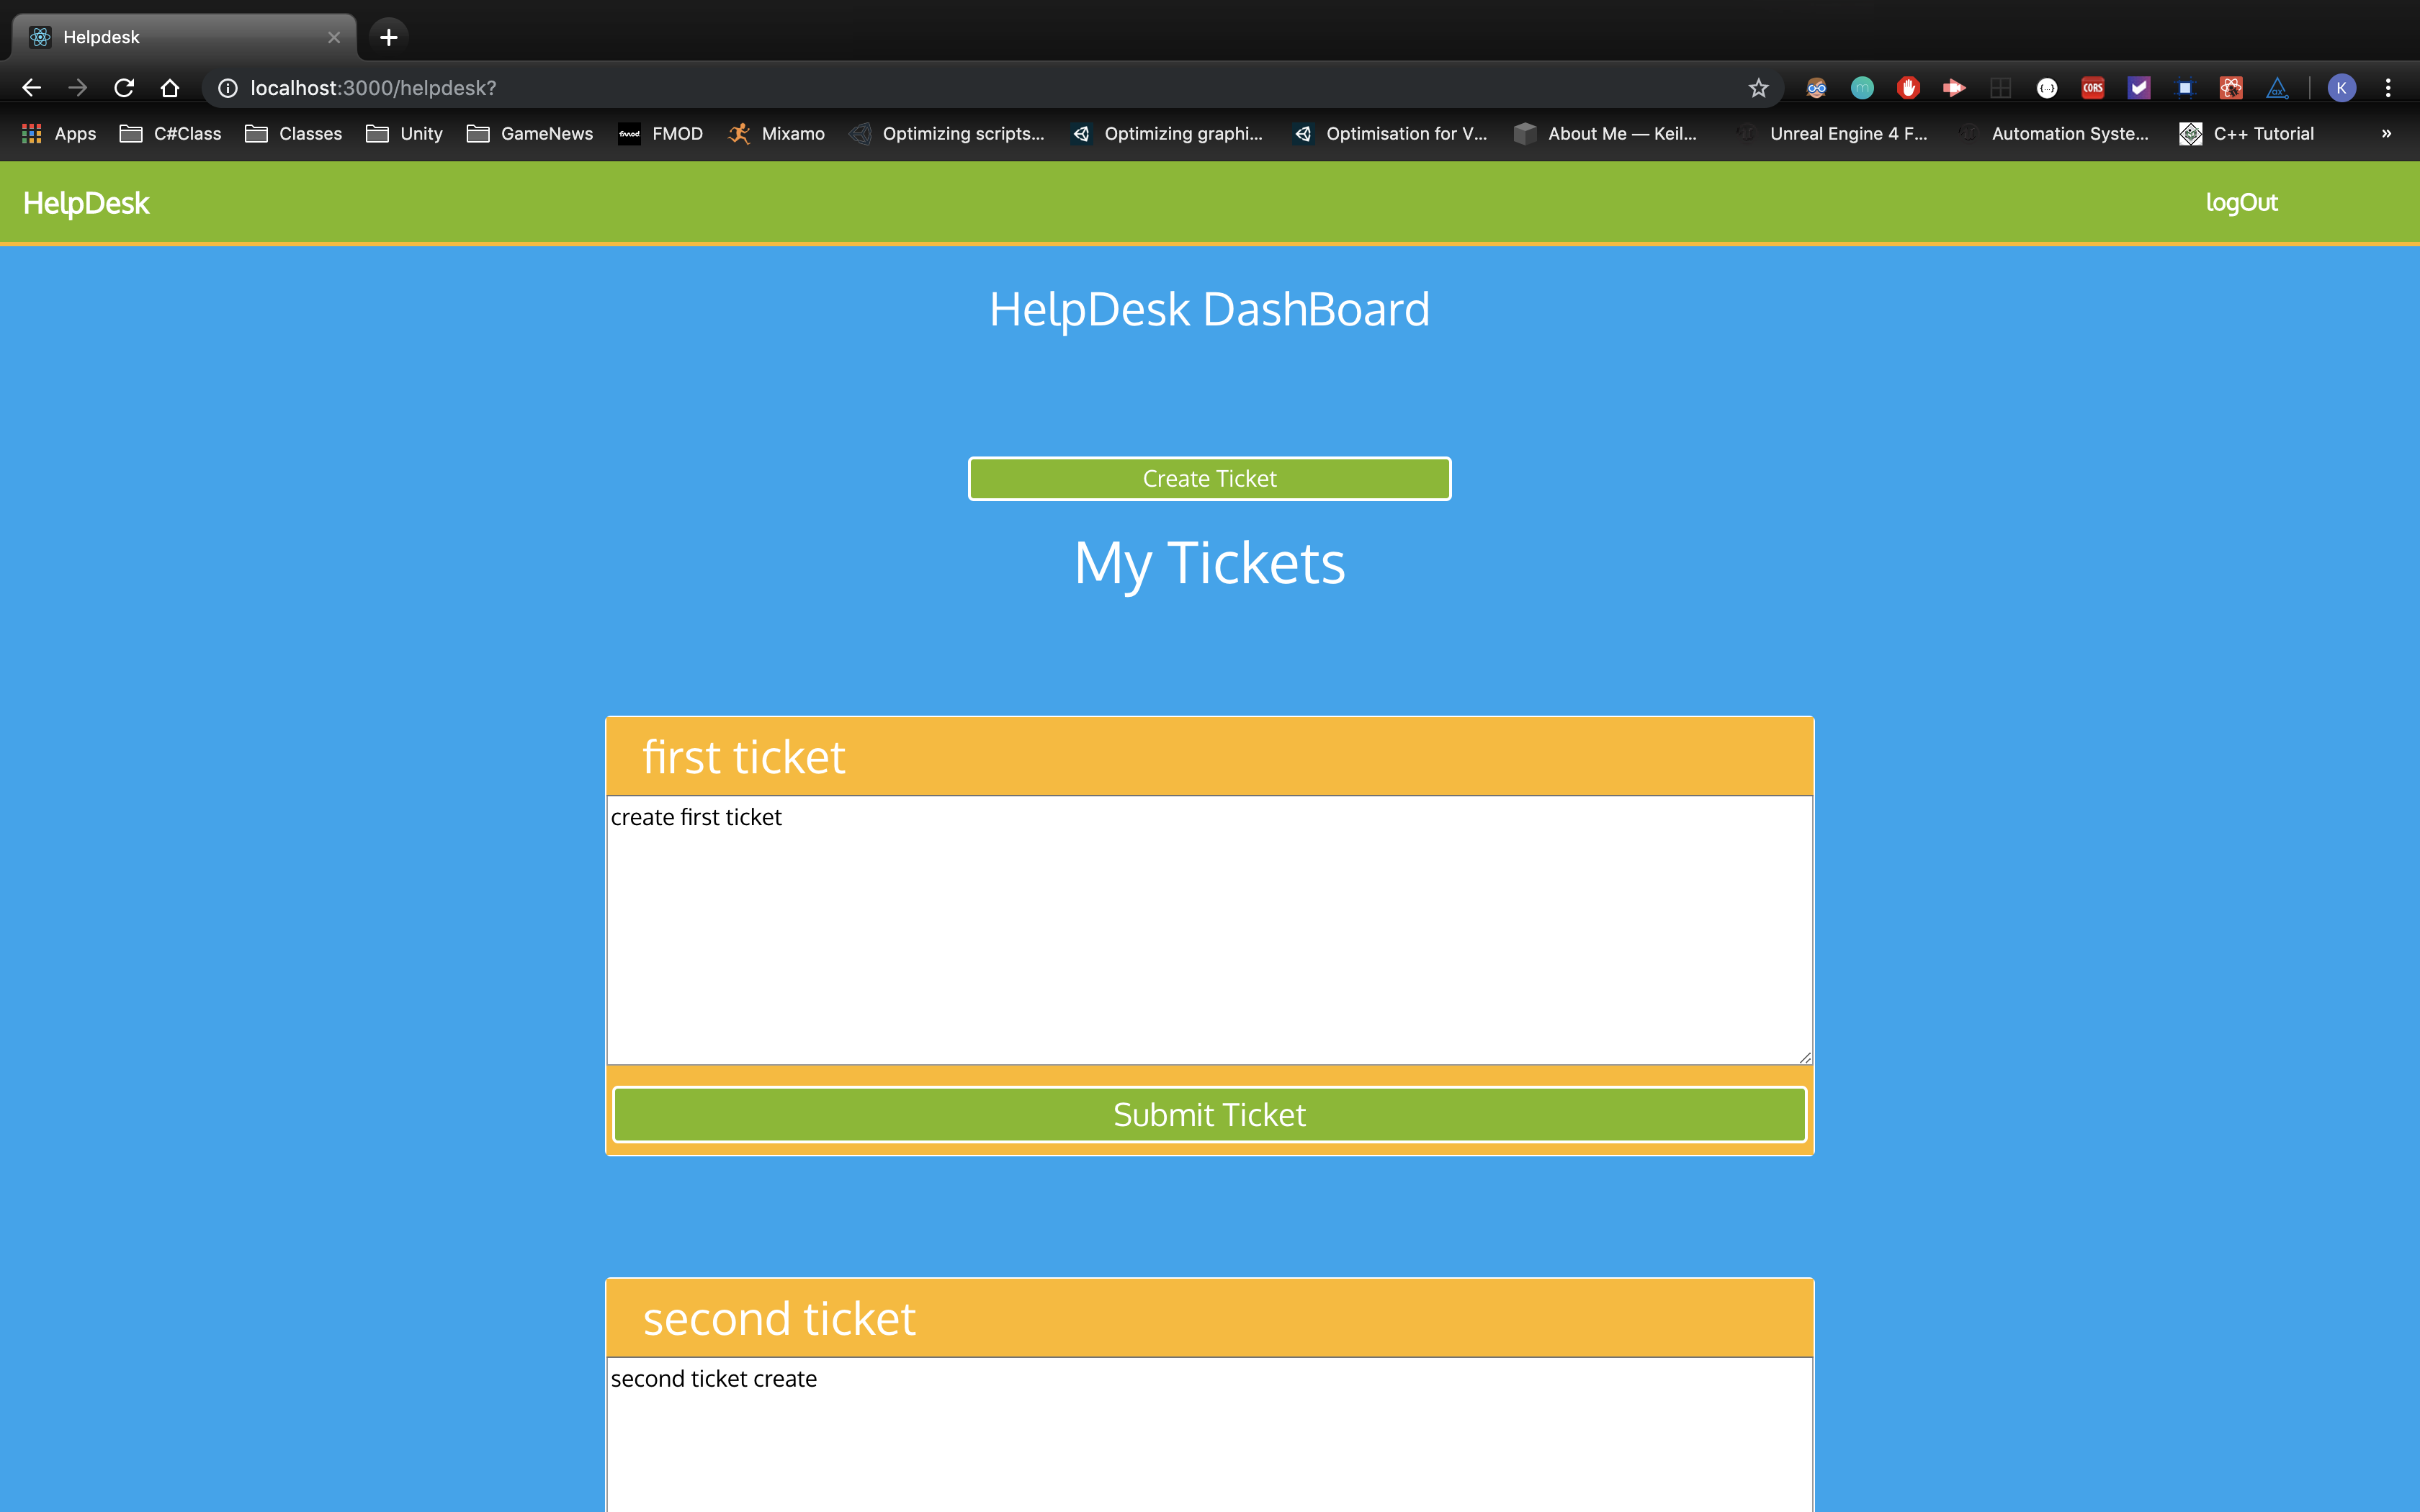 Helpdesk
localhost:3000/helpdesk?
CORS
K
Apps C#Class Classes Unity GameNews fmod FMOD Mixamo Optimizing scripts... Optimizing graphi... Optimisation for V... About Me — Keil... Unreal Engine 4 F... Automation Syste... C++ Tutorial »
HelpDesk logOut
HelpDesk DashBoard
Create Ticket
My Tickets
first ticket
create first ticket
Submit Ticket
second ticket
second ticket create